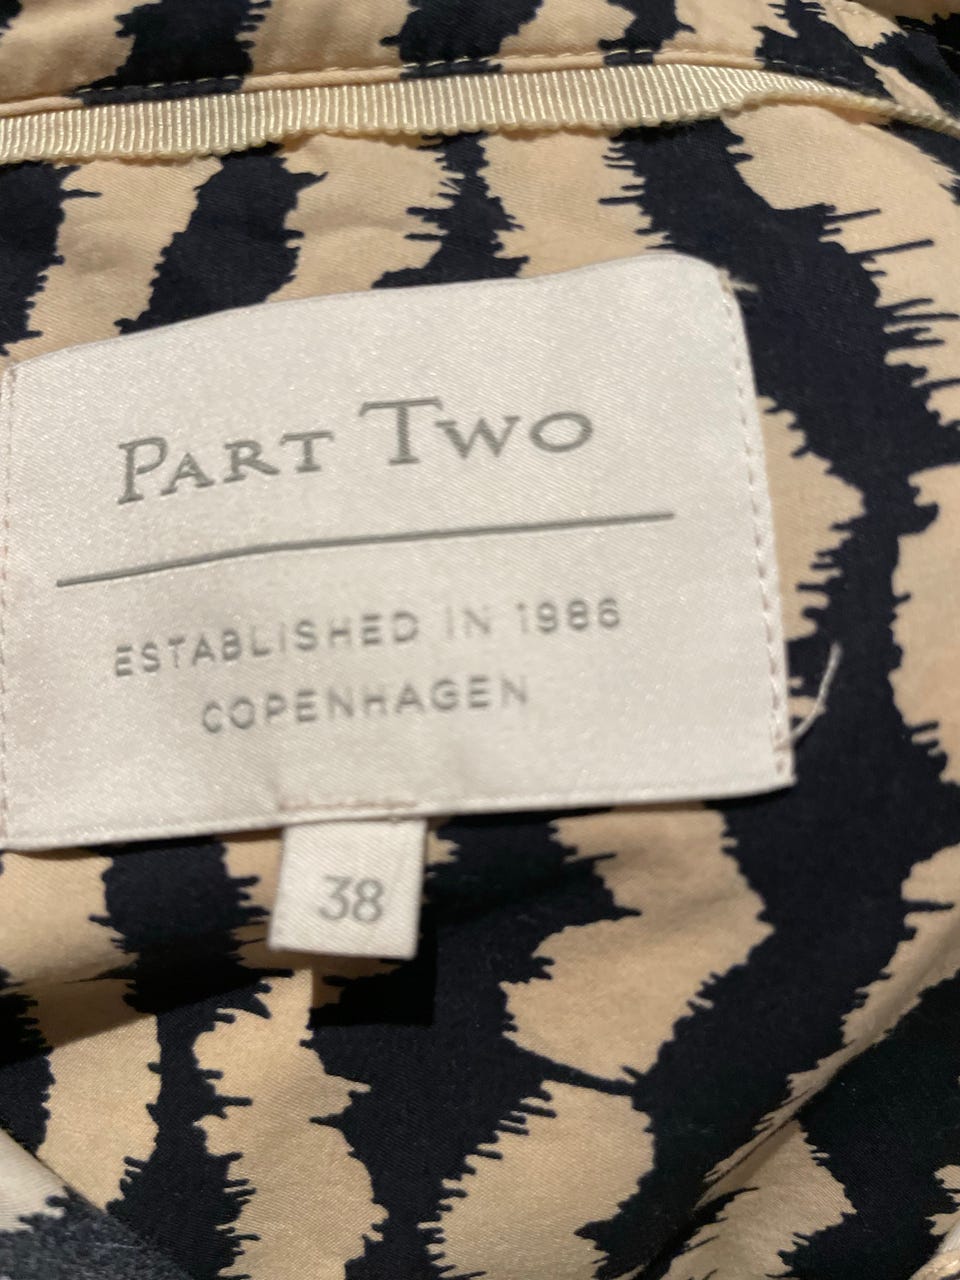 PART TWO
ESTABLISHED IN 1986
COPENHAGEN
38